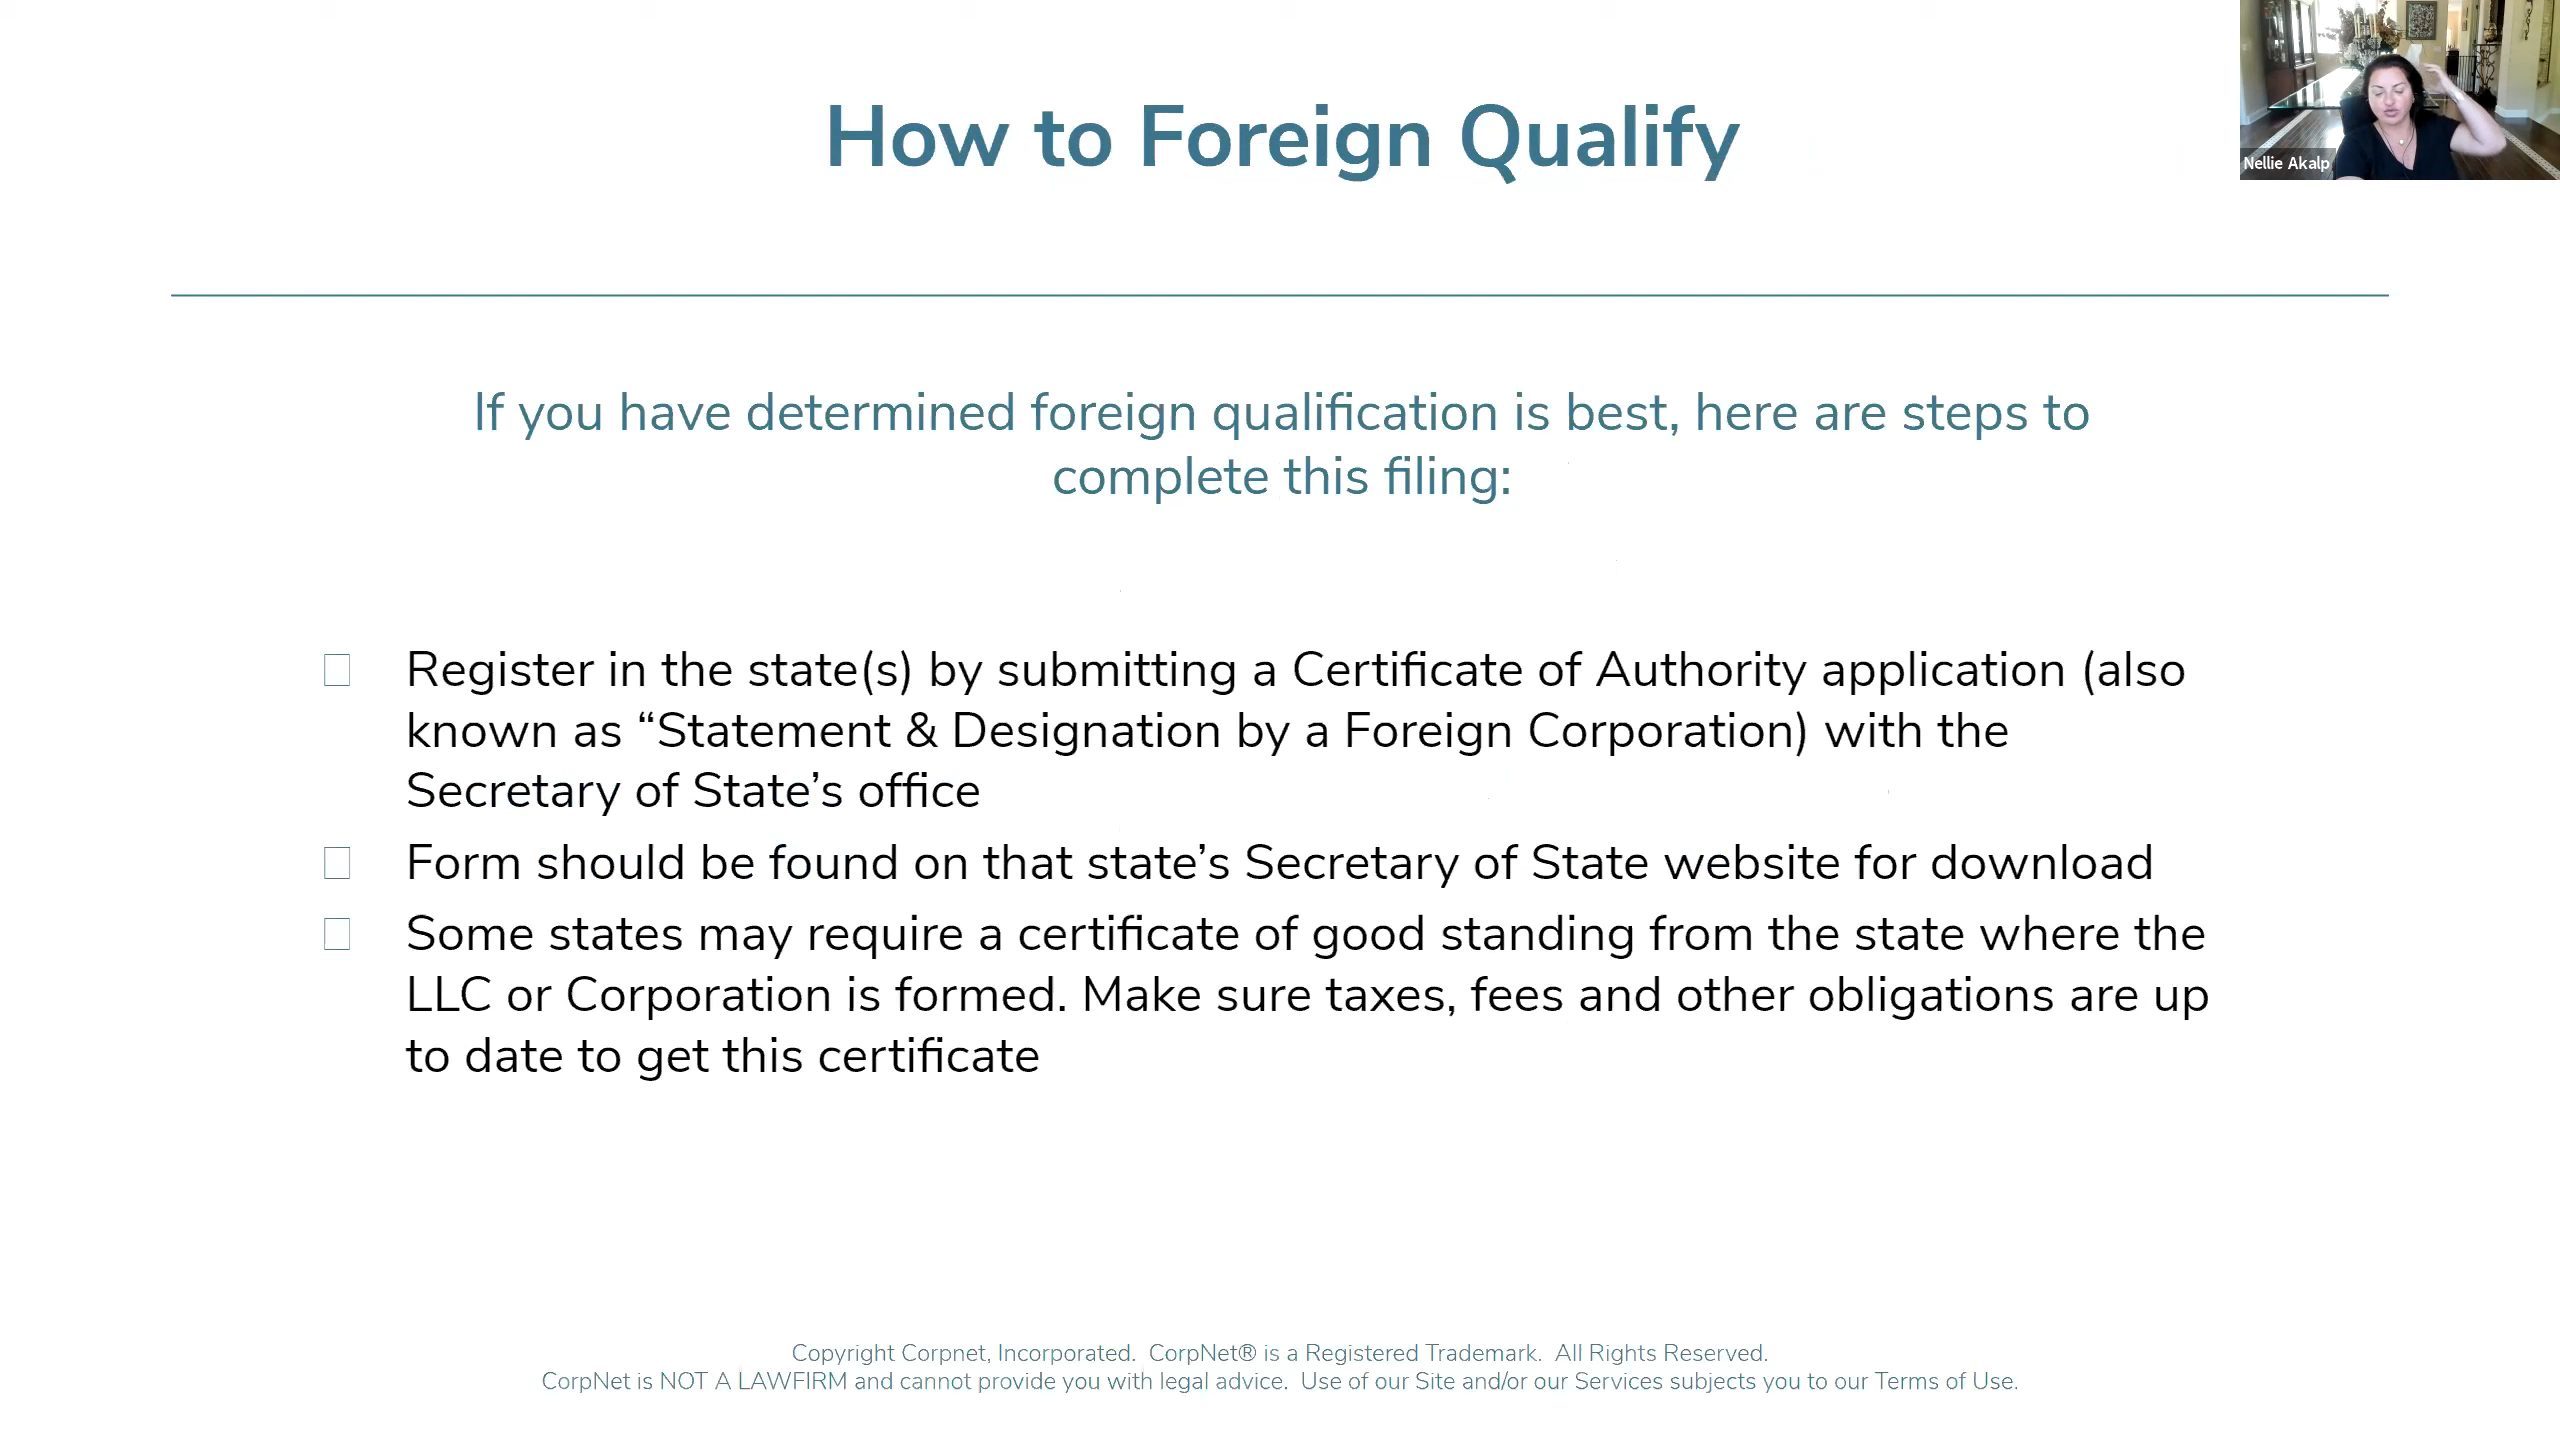 How to Foreign Qualify
Nellie Akalp
If you have determined foreign qualification is best, here are steps to
complete this filing:
Register in the state(s) by submitting a Certificate of Authority application (also
known as “Statement & Designation by a Foreign Corporation) with the
Secretary of State’s office
Form should be found on that state’s Secretary of State website for download
Some states may require a certificate of good standing from the state where the
LLC or Corporation is formed. Make sure taxes, fees and other obligations are up
to date to get this certificate
Copyright Corpnet, Incorporated.  CorpNet® is a Registered Trademark.  All Rights Reserved.
CorpNet is NOT A LAWFIRM and cannot provide you with legal advice.  Use of our Site and/or our Services subjects you to our Terms of Use.